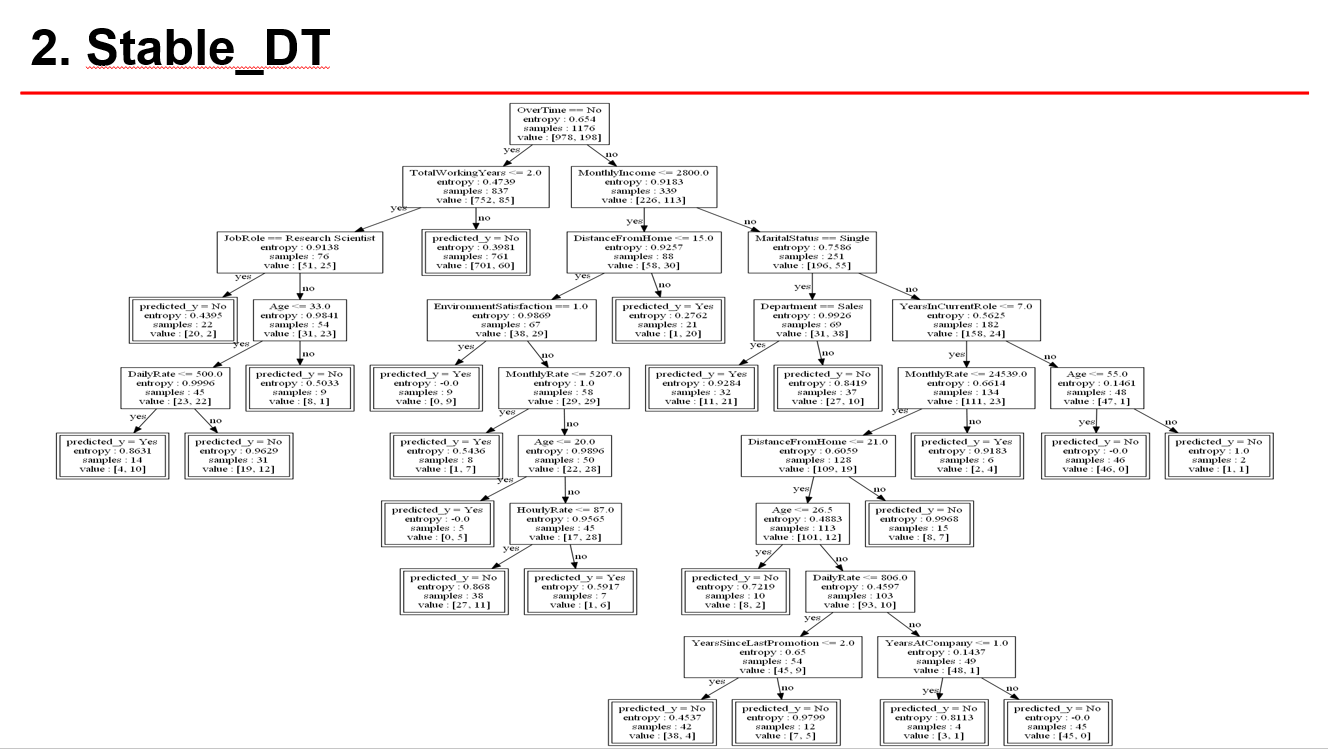 2. Stable_DT
OverTime == No
entropy : 0.654
samples : 1176
value : [978, 198]
yes
no
TotalWorkingYears <= 2.0
entropy : 0.4739
samples : 837
value : [752, 85]
MonthlyIncome <= 2800.0
entropy : 0.9183
samples : 339
value : [226, 113]
yes
no
yes
no
JobRole == Research Scientist
entropy : 0.9138
samples : 76
value : [51, 25]
predicted_y = No
entropy : 0.3981
samples : 761
value : [701, 60]
DistanceFromHome <= 15.0
entropy : 0.9257
samples : 88
value : [58, 30]
MaritalStatus == Single
entropy : 0.7586
samples : 251
value : [196, 55]
yes
no
yes
no
yes
no
predicted_y = No
entropy : 0.4395
samples : 22
value : [20, 2]
Age <= 33.0
entropy : 0.9841
samples : 54
value : [31, 23]
EnvironmentSatisfaction == 1.0
entropy : 0.9869
samples : 67
value : [38, 29]
predicted_y = Yes
entropy : 0.2762
samples : 21
value : [1, 20]
Department == Sales
entropy : 0.9926
samples : 69
value : [31, 38]
YearsInCurrentRole <= 7.0
entropy : 0.5625
samples : 182
value : [158, 24]
yes
no
yes
no
yes
no
yes
no
DailyRate <= 500.0
entropy : 0.9996
samples : 45
value : [23, 22]
predicted_y = No
entropy : 0.5033
samples : 9
value : [8, 1]
predicted_y = Yes
entropy : -0.0
samples : 9
value : [0, 9]
MonthlyRate <= 5207.0
entropy : 1.0
samples : 58
value : [29, 29]
predicted_y = Yes
entropy : 0.9284
samples : 32
value : [11, 21]
predicted_y = No
entropy : 0.8419
samples : 37
value : [27, 10]
MonthlyRate <= 24539.0
entropy : 0.6614
samples : 134
value : [111, 23]
Age <= 55.0
entropy : 0.1461
samples : 48
value : [47, 1]
yes
no
yes
no
yes
no
yes
no
predicted_y = Yes
entropy : 0.8631
samples : 14
value : [4, 10]
predicted_y = No
entropy : 0.9629
samples : 31
value : [19, 12]
predicted_y = Yes
entropy : 0.5436
samples : 8
value : [1, 7]
Age <= 20.0
entropy : 0.9896
samples : 50
value : [22, 28]
DistanceFromHome <= 21.0
entropy : 0.6059
samples : 128
value : [109, 19]
predicted_y = Yes
entropy : 0.9183
samples : 6
value : [2, 4]
predicted_y = No
entropy : -0.0
samples : 46
value : [46, 0]
predicted_y = No
entropy : 1.0
samples : 2
value : [1, 1]
yes
no
yes
no
predicted_y = Yes
entropy : -0.0
samples : 5
value : [0, 5]
HourlyRate <= 87.0
entropy : 0.9565
samples : 45
value : [17, 28]
Age <= 26.5
entropy : 0.4883
samples : 113
value : [101, 12]
predicted_y = No
entropy : 0.9968
samples : 15
value : [8, 7]
yes
no
yes
no
predicted_y = No
entropy : 0.868
samples : 38
value : [27, 11]
predicted_y = Yes
entropy : 0.5917
samples : 7
value : [1, 6]
predicted_y = No
entropy : 0.7219
samples : 10
value : [8, 2]
DailyRate <= 806.0
entropy : 0.4597
samples : 103
value : [93, 10]
yes
no
YearsSinceLastPromotion <= 2.0
entropy : 0.65
samples : 54
value : [45, 9]
YearsAtCompany <= 1.0
entropy : 0.1437
samples : 49
value : [48, 1]
yes
no
yes
no
predicted_y = No
entropy : 0.4537
samples : 42
value : [38, 4]
predicted_y = No
entropy : 0.9799
samples : 12
value : [7, 5]
predicted_y = No
entropy : 0.8113
samples : 4
value : [3, 1]
predicted_y = No
entropy : -0.0
samples : 45
value : [45, 0]